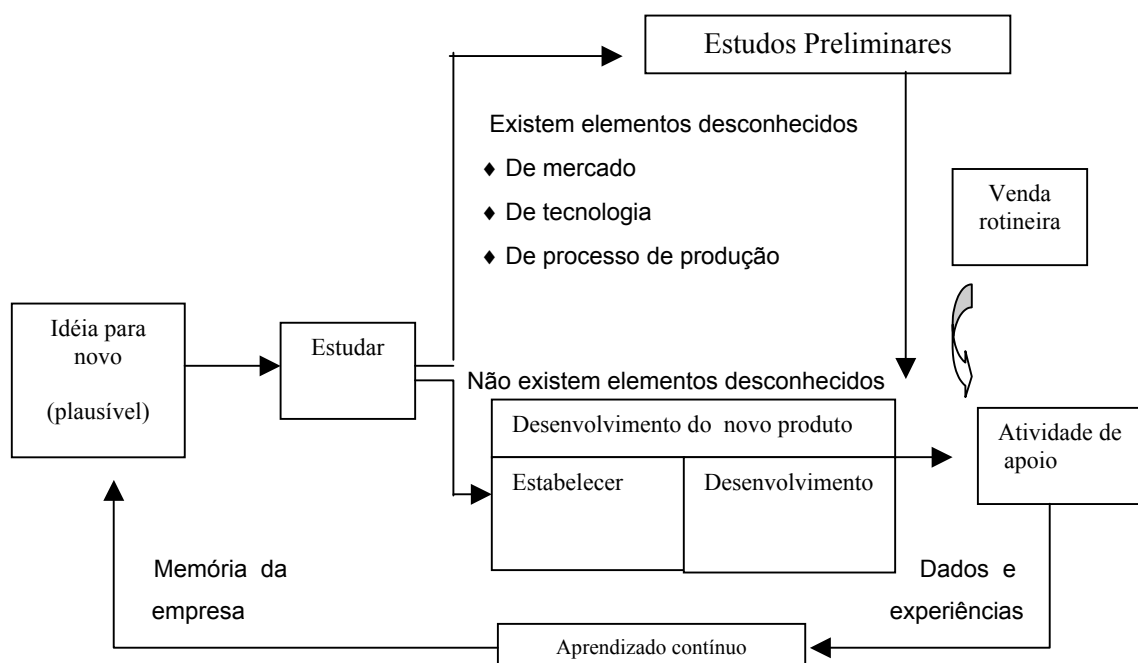 Estudos Preliminares
Existem elementos desconhecidos
♦ De mercado
♦ De tecnologia
♦ De processo de produção
Venda
rotineira
Idéia para
novo
(plausível)
Estudar
Não existem elementos desconhecidos
Desenvolvimento do novo produto
Estabelecer
Desenvolvimento
Atividade de
apoio
Memória da
empresa
Dados e
experiências
Aprendizado contínuo